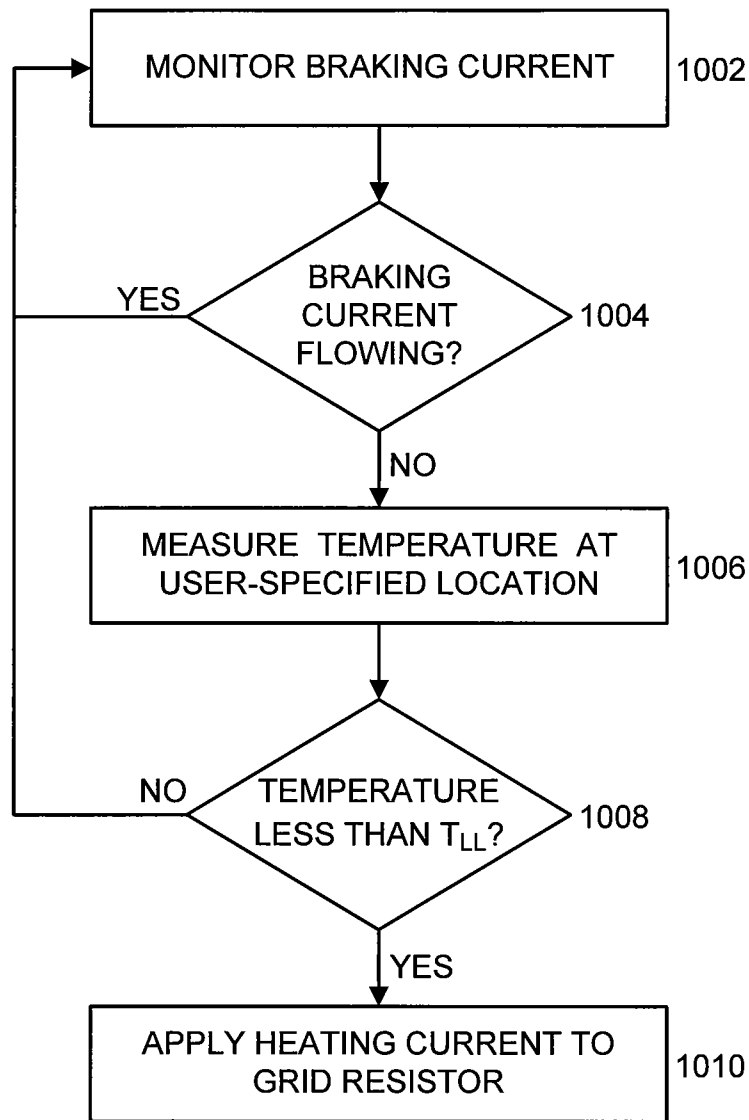 MONITOR BRAKING CURRENT
1002
BRAKING
CURRENT
FLOWING?
1004
YES
NO
MEASURE TEMPERATURE AT
USER-SPECIFIED LOCATION
1006
TEMPERATURE
LESS THAN TLL?
1008
NO
YES
APPLY HEATING CURRENT TO
GRID RESISTOR
1010